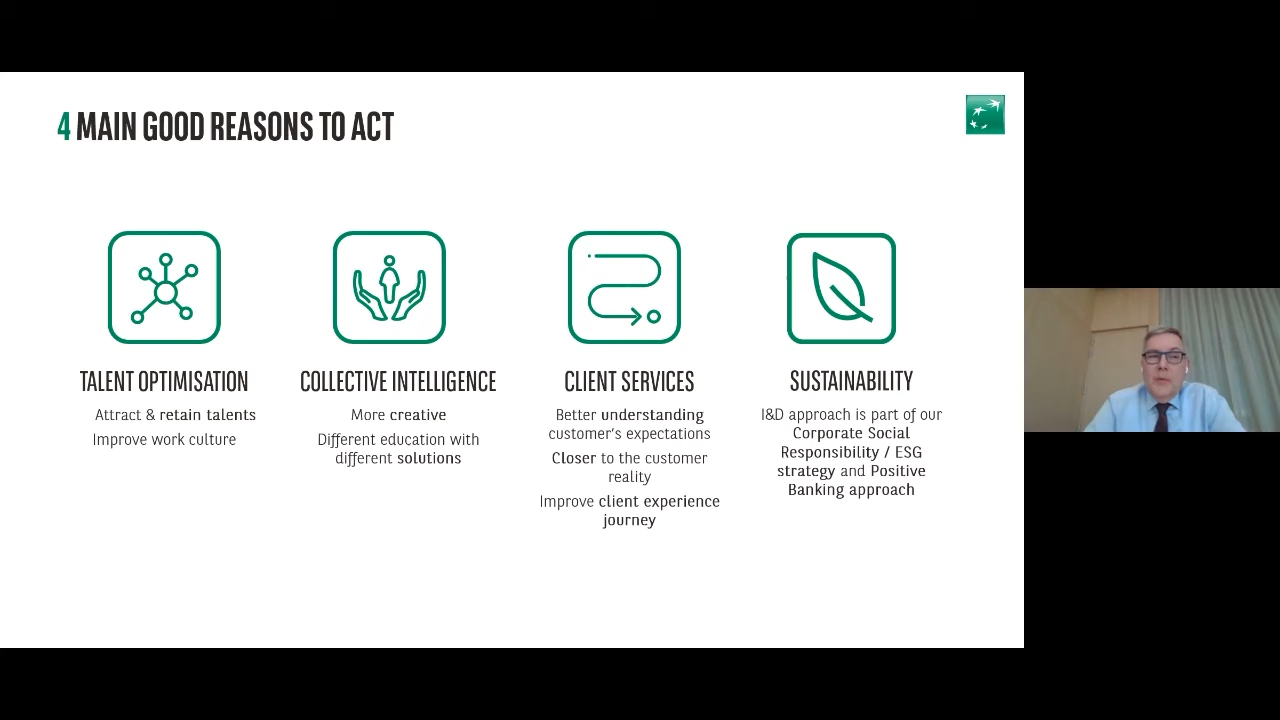 4 MAIN GOOD REASONS TO ACT
TALENT OPTIMISATION
Attract & retain talents
Improve work culture
COLLECTIVE INTELLIGENCE
More creative
Different education with
different solutions
CLIENT SERVICES
Better understanding
customer's expectations
Closer to the customer
reality
Improve client experience
journey
SUSTAINABILITY
I&D approach is part of our
Corporate Social
Responsibility / ESG
strategy and Positive
Banking approach